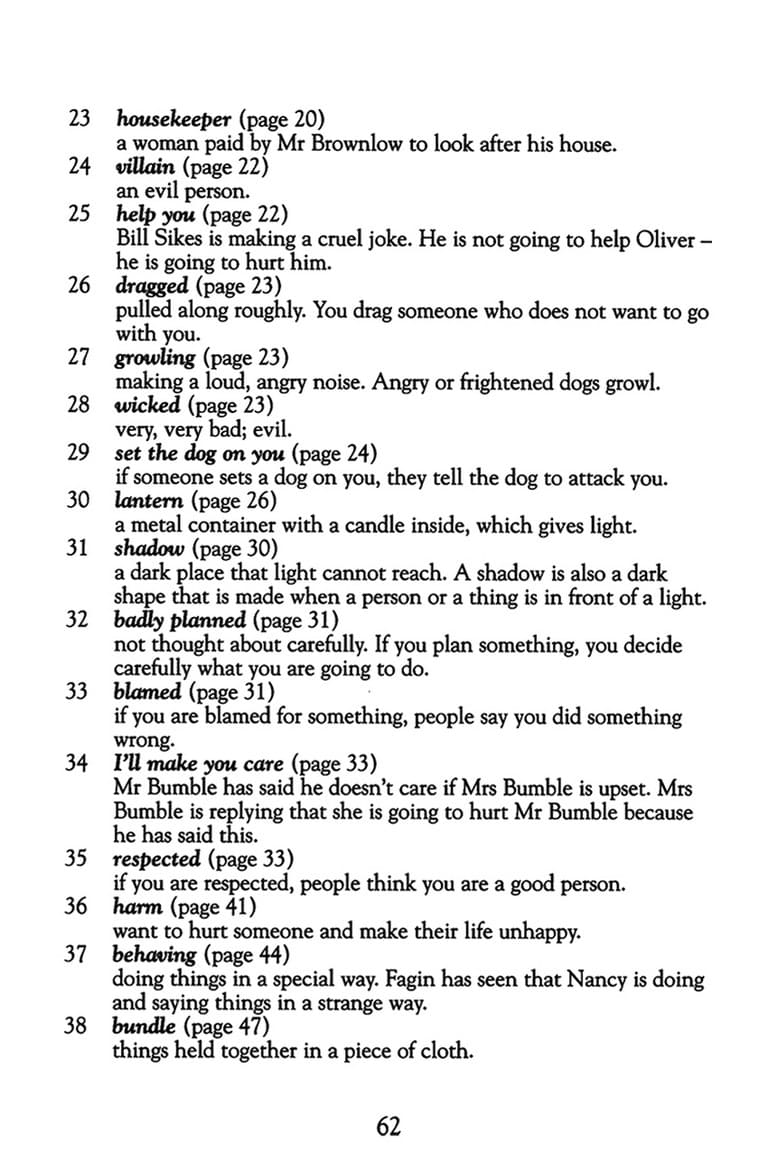 23 housekeeper (page 20)
a woman paid by Mr Brownlow to look after his house.
24 villain (page 22)
an evil person.
25 help you (page 22)
Bill Sikes is making a cruel joke. He is not going to help Oliver –
he is going to hurt him.
26 dragged (page 23)
pulled along roughly. You drag someone who does not want to go
with you.
27 growling (page 23)
making a loud, angry noise. Angry or frightened dogs growl.
28 wicked (page 23)
very, very bad; evil.
29 set the dog on you (page 24)
if someone sets a dog on you, they tell the dog to attack you.
30 lantern (page 26)
a metal container with a candle inside, which gives light.
31 shadow (page 30)
a dark place that light cannot reach. A shadow is also a dark
shape that is made when a person or a thing is in front of a light.
32 badly planned (page 31)
not thought about carefully. If you plan something, you decide
carefully what you are going to do.
33 blamed (page 31)
if you are blamed for something, people say you did something
wrong.
34 I'll make you care (page 33)
Mr Bumble has said he doesn't care if Mrs Bumble is upset. Mrs
Bumble is replying that she is going to hurt Mr Bumble because
he has said this.
35 respected (page 33)
if you are respected, people think you are a good person.
36 harm (page 41)
want to hurt someone and make their life unhappy.
37 behaving (page 44)
doing things in a special way. Fagin has seen that Nancy is doing
and saying things in a strange way.
38 bundle (page 47)
things held together in a piece of cloth.
62